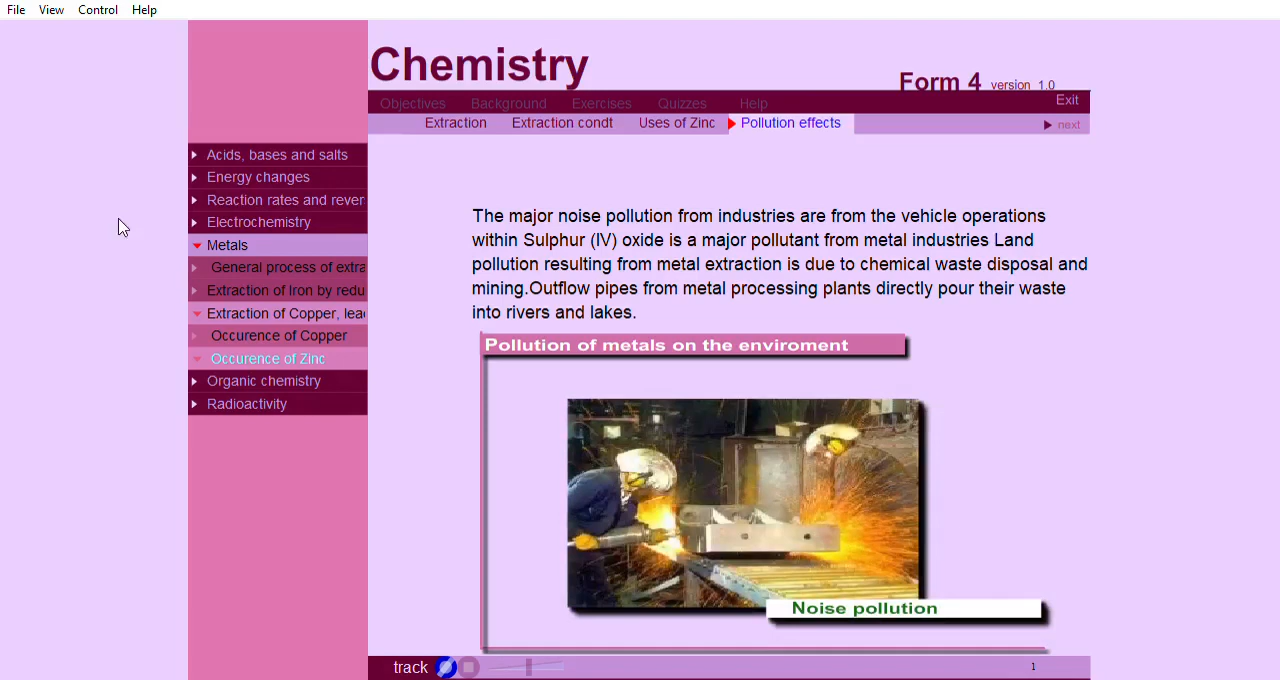 File View Control Help
Chemistry
Form 4 version 1.0
Objectives Background Exercises Quizzes Help Exit
Extraction Extraction condt Uses of Zinc Pollution effects next
Acids, bases and salts
Energy changes
Reaction rates and rever
Electrochemistry
Metals
General process of extra
Extraction of Iron by redu
Extraction of Copper, lea
Occurence of Copper
Occurence of Zinc
Organic chemistry
Radioactivity
The major noise pollution from industries are from the vehicle operations
within Sulphur (IV) oxide is a major pollutant from metal industries Land
pollution resulting from metal extraction is due to chemical waste disposal and
mining.Outflow pipes from metal processing plants directly pour their waste
into rivers and lakes.
Pollution of metals on the enviroment
Noise pollution
track 1